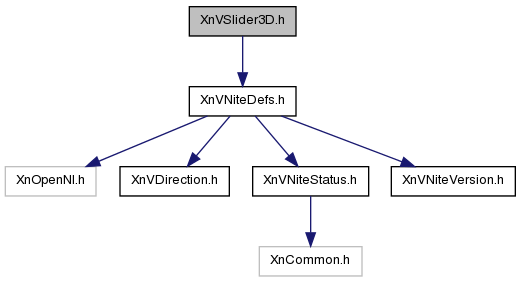 XnVSlider3D.h
XnVNiteDefs.h
XnOpenNI.h
XnVDirection.h
XnVNiteStatus.h
XnVNiteVersion.h
XnCommon.h